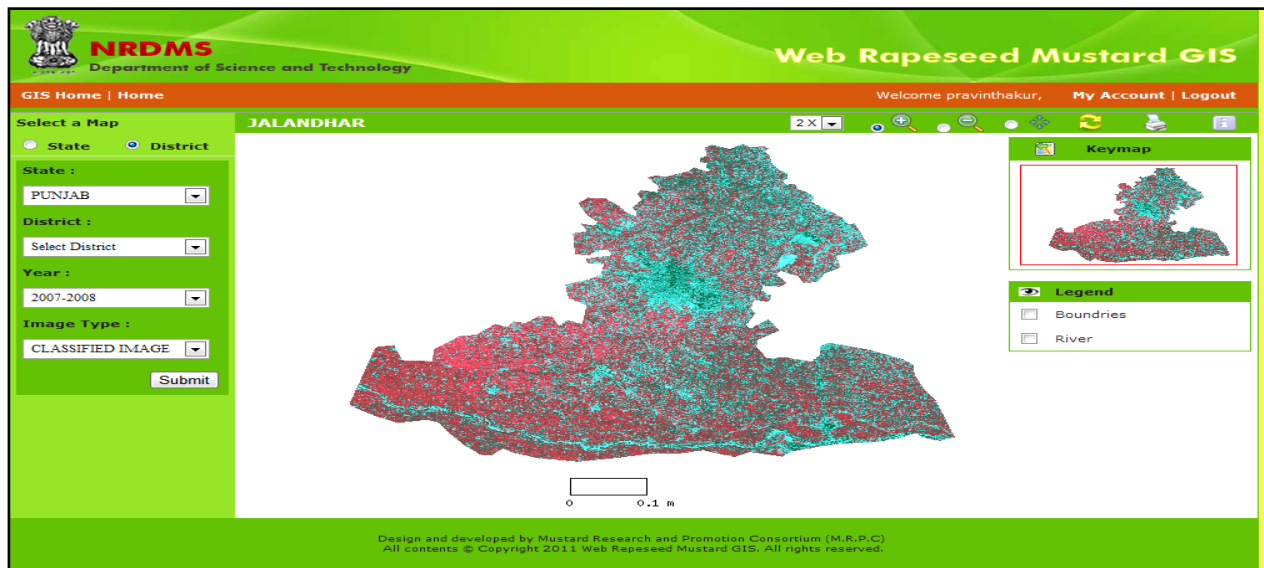 NRDMS
Department of Science and Technology
Web Rapeseed Mustard GIS
GIS Home | Home
Welcome pravinthakur, My Account | Logout
Select a Map
State District
State :
PUNJAB
District :
Select District
Year :
2007-2008
Image Type :
CLASSIFIED IMAGE
Submit
JALANDHAR
2 X
Keymap
Legend
Boundries
River
0 0.1 m
Design and developed by Mustard Research and Promotion Consortium (M.R.P.C)
All contents © Copyright 2011 Web Repeseed Mustard GIS. All rights reserved.